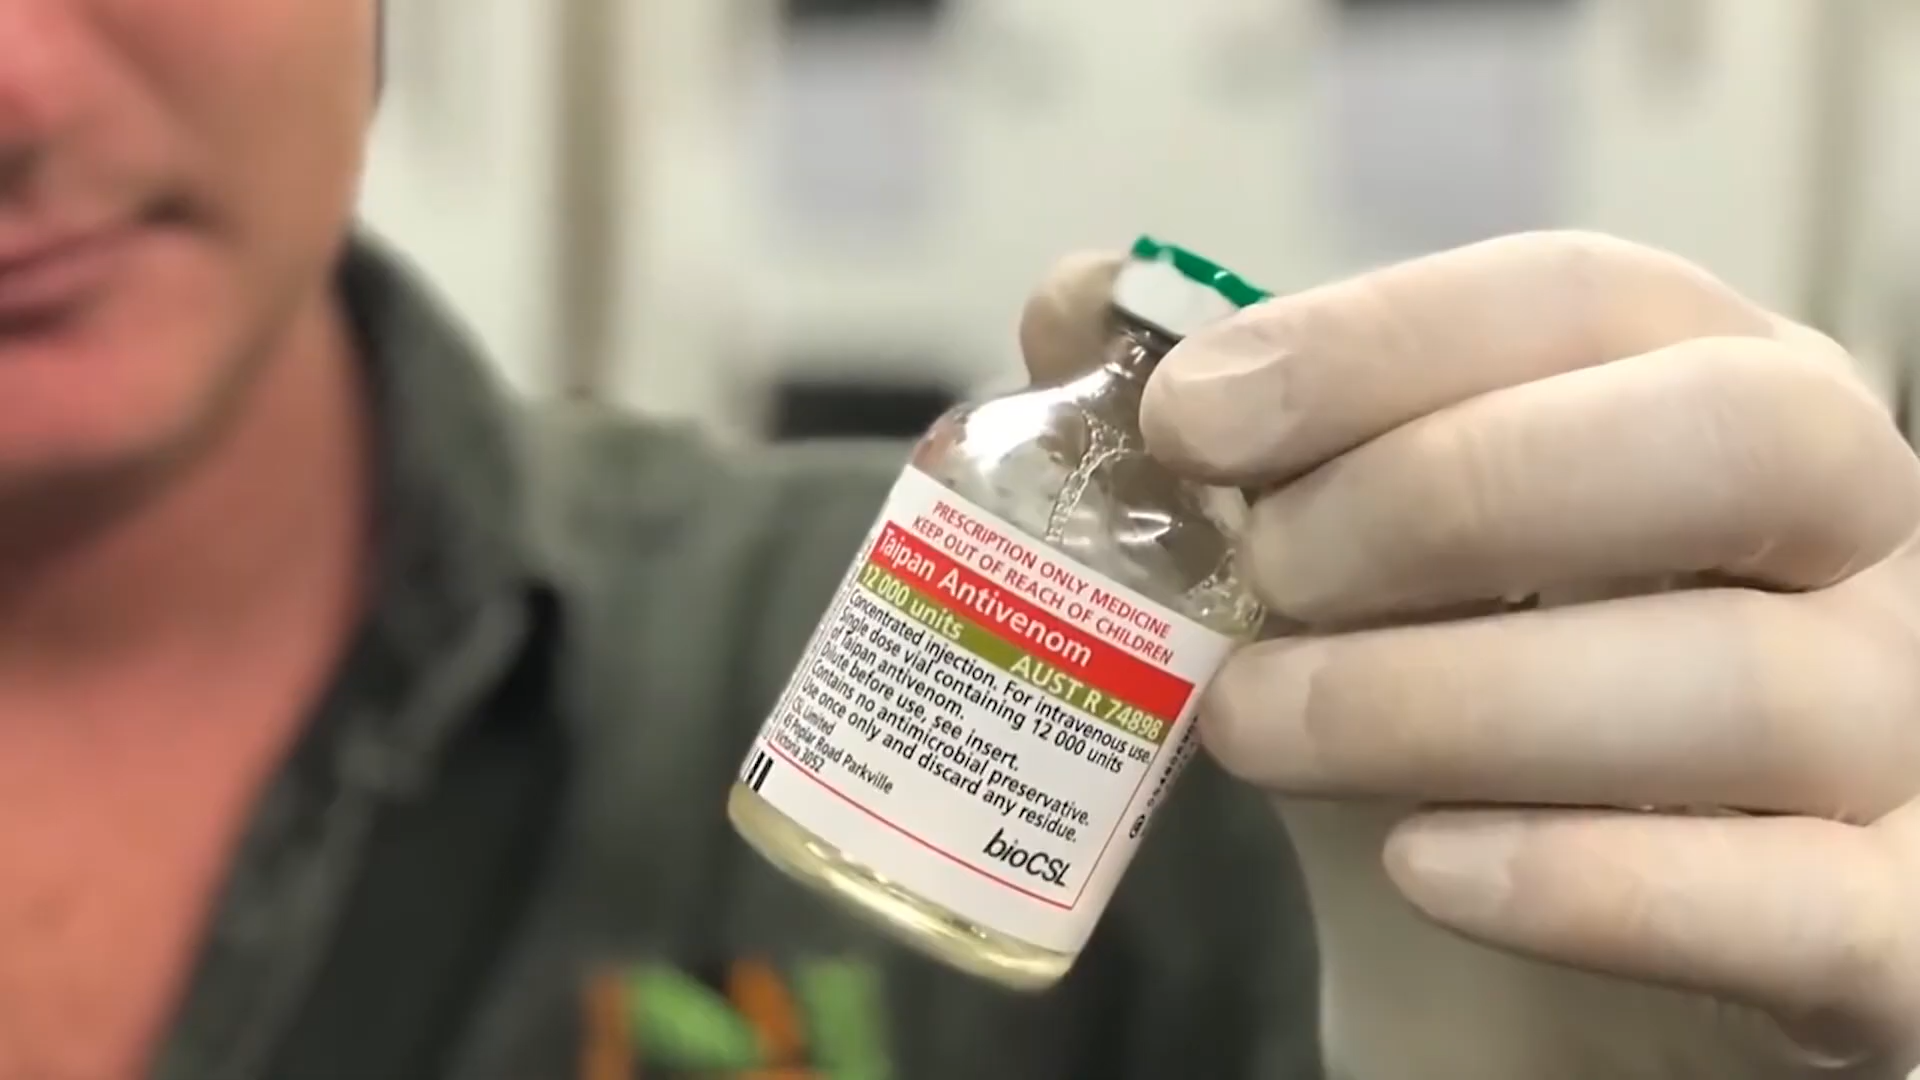 PRESCRIPTION ONLY MEDICINE
KEEP OUT OF REACH OF CHILDREN
Taipan Antivenom
12 000 units AUST R 74898
Concentrated injection. For intravenous use.
Single dose vial containing 12 000 units
of Taipan antivenom.
Dilute before use, see insert.
Contains no antimicrobial preservative.
Use once only and discard any residue.
CSL Limited
45 Poplar Road Parkville
Victoria 3052
bioCSL